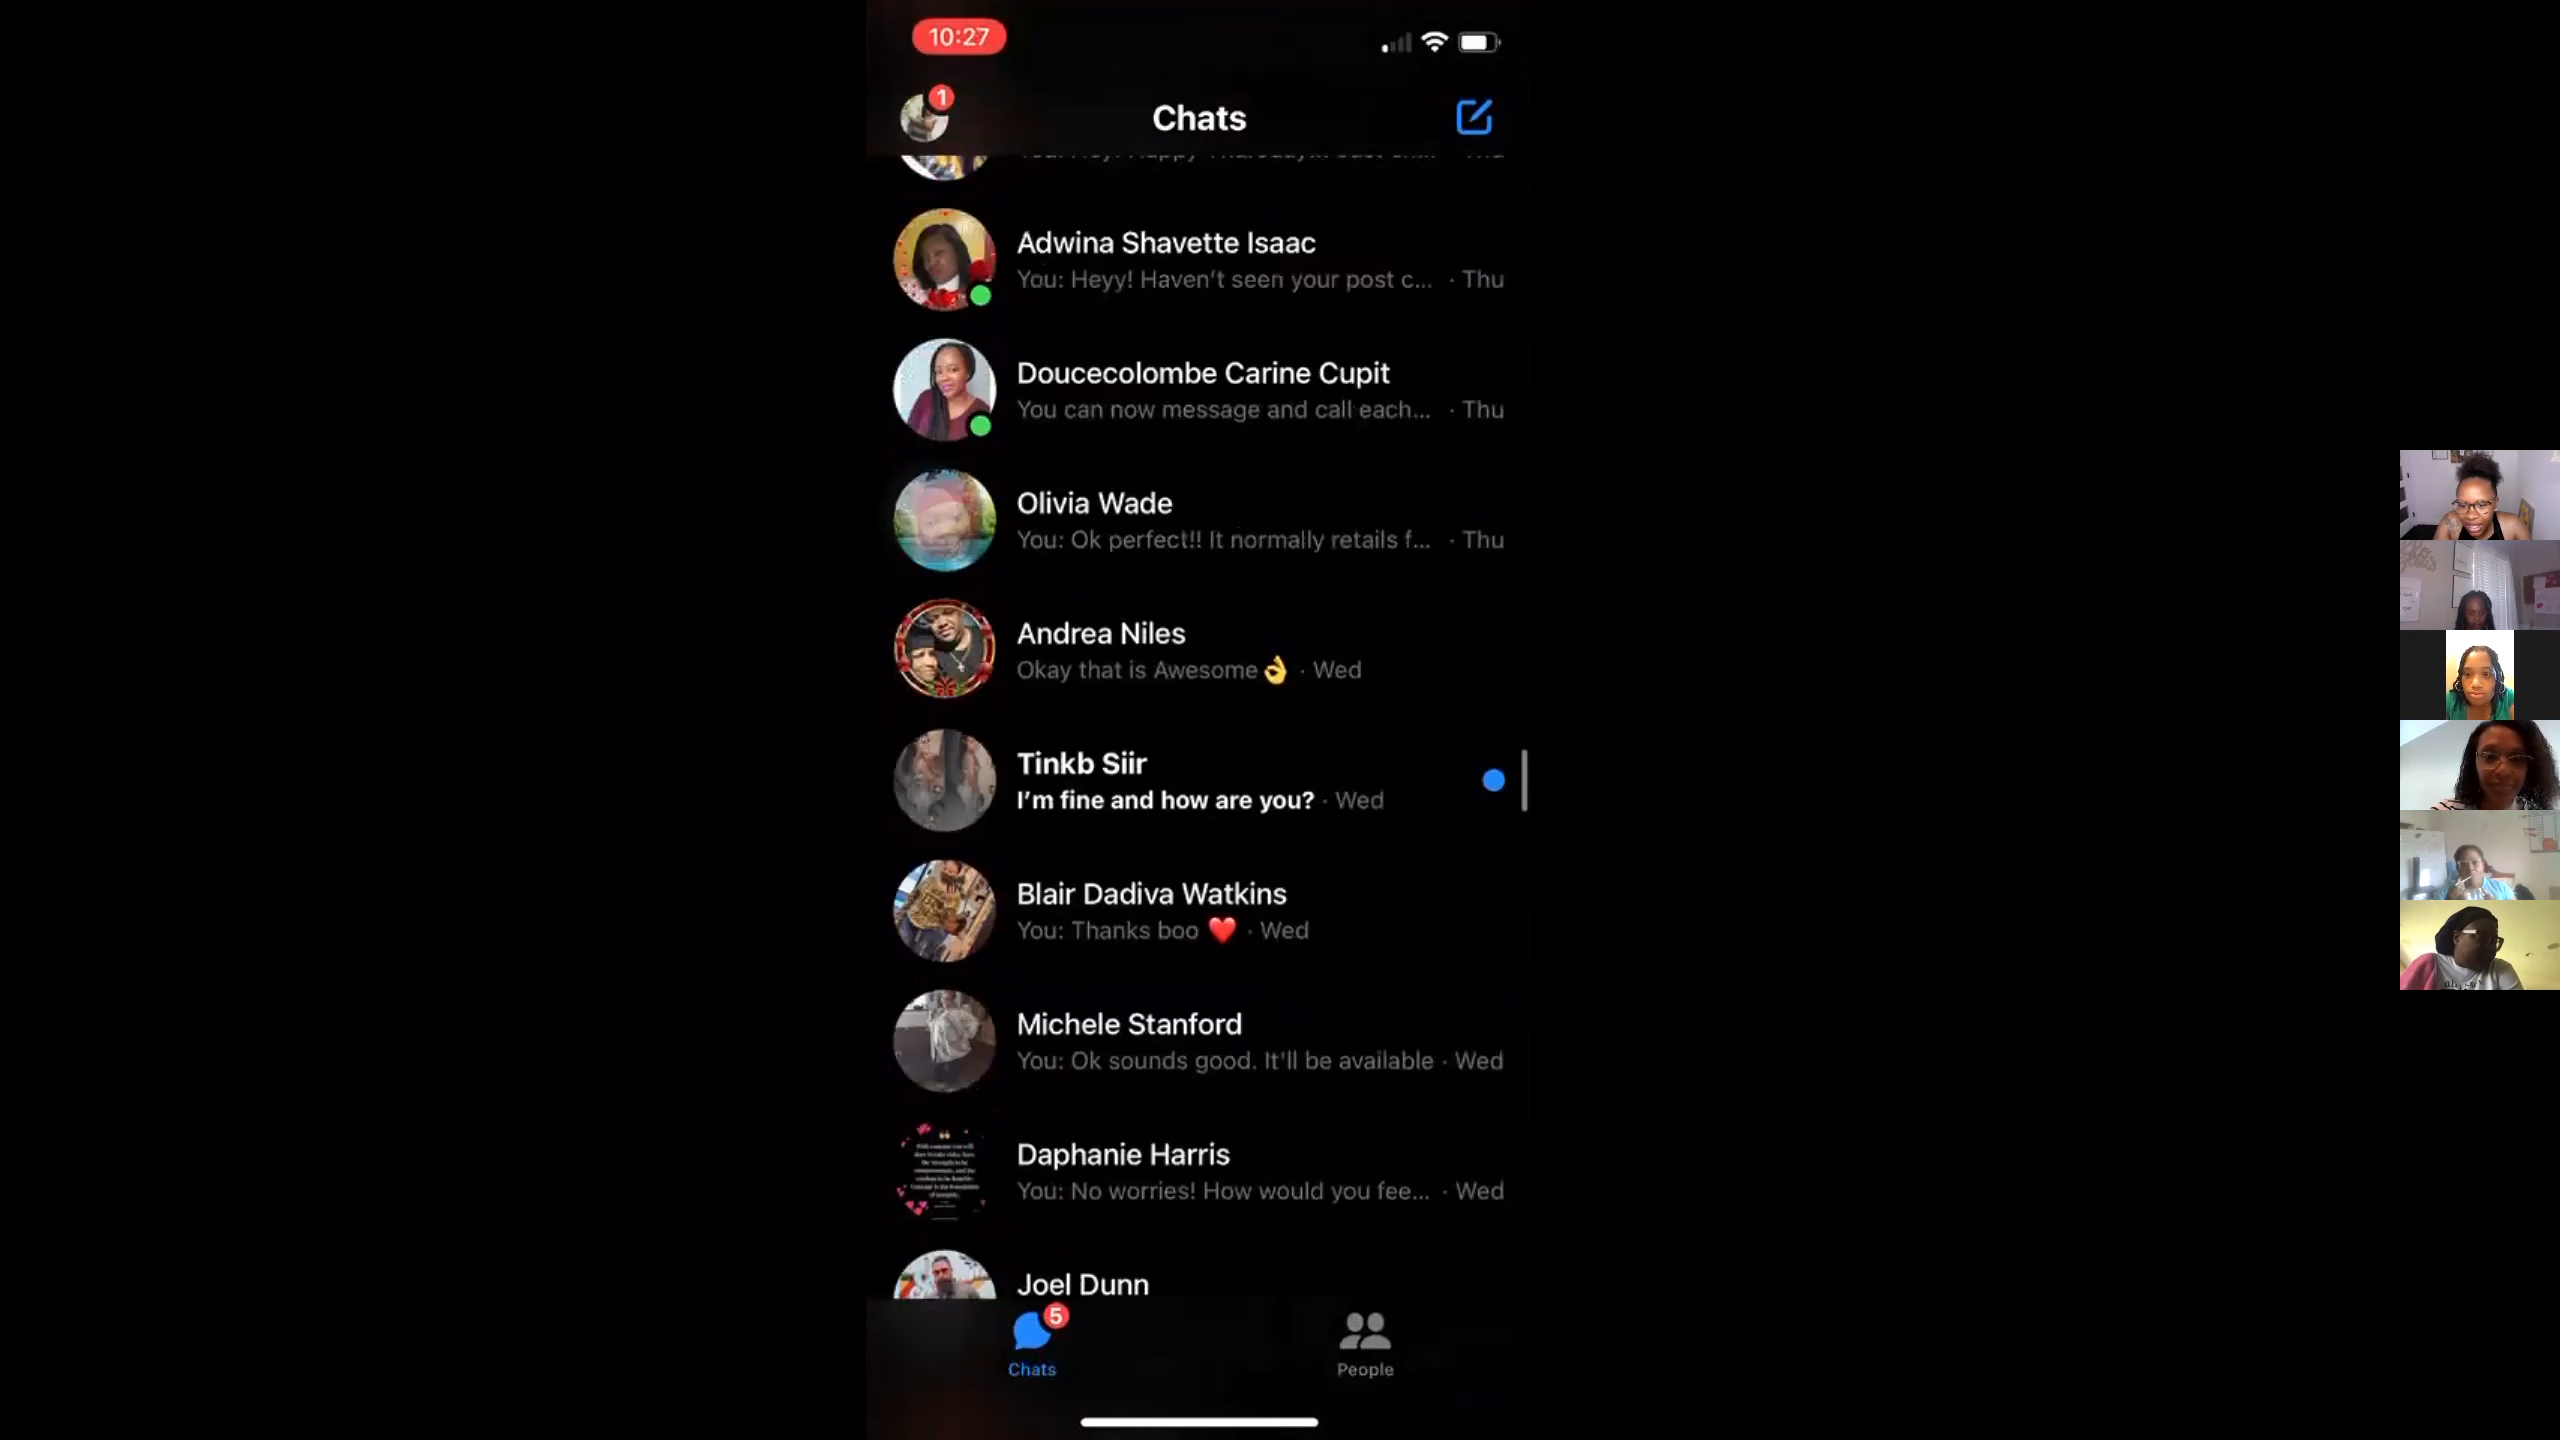 10:27
1
Chats
Adwina Shavette Isaac
You: Heyy! Haven't seen your post c... · Thu
Doucecolombe Carine Cupit
You can now message and call each... · Thu
Olivia Wade
You: Ok perfect!! It normally retails f... · Thu
Andrea Niles
Okay that is Awesome👌 · Wed
Tinkb Siir
I'm fine and how are you? · Wed
Blair Dadiva Watkins
You: Thanks boo ❤️ · Wed
Michele Stanford
You: Ok sounds good. It'll be available · Wed
Daphanie Harris
You: No worries! How would you fee... · Wed
Joel Dunn
5
Chats
People